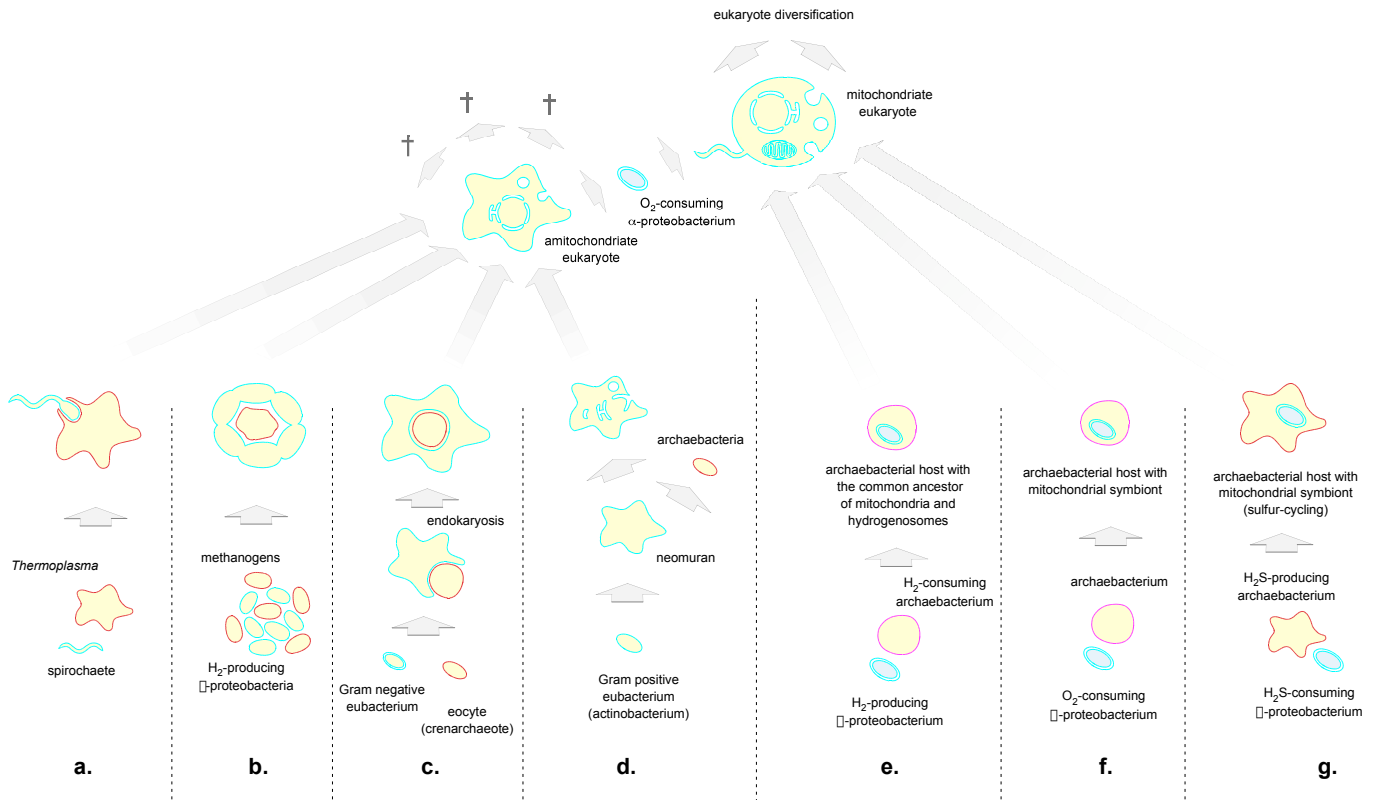 eukaryote diversification
mitochondriate
eukaryote
†
†
†
O2-consuming
α-proteobacterium
amitochondriate
eukaryote
Thermoplasma
spirochaete
a.
methanogens
H2-producing
▯-proteobacteria
b.
endokaryosis
Gram negative
eubacterium
eocyte
(crenarchaeote)
c.
archaebacteria
neomuran
Gram positive
eubacterium
(actinobacterium)
d.
archaebacterial host with
the common ancestor
of mitochondria and
hydrogenosomes
H2-consuming
archaebacterium
H2-producing
▯-proteobacterium
e.
archaebacterial host with
mitochondrial symbiont
archaebacterium
O2-consuming
▯-proteobacterium
f.
archaebacterial host with
mitochondrial symbiont
(sulfur-cycling)
H2S-producing
archaebacterium
H2S-consuming
▯-proteobacterium
g.